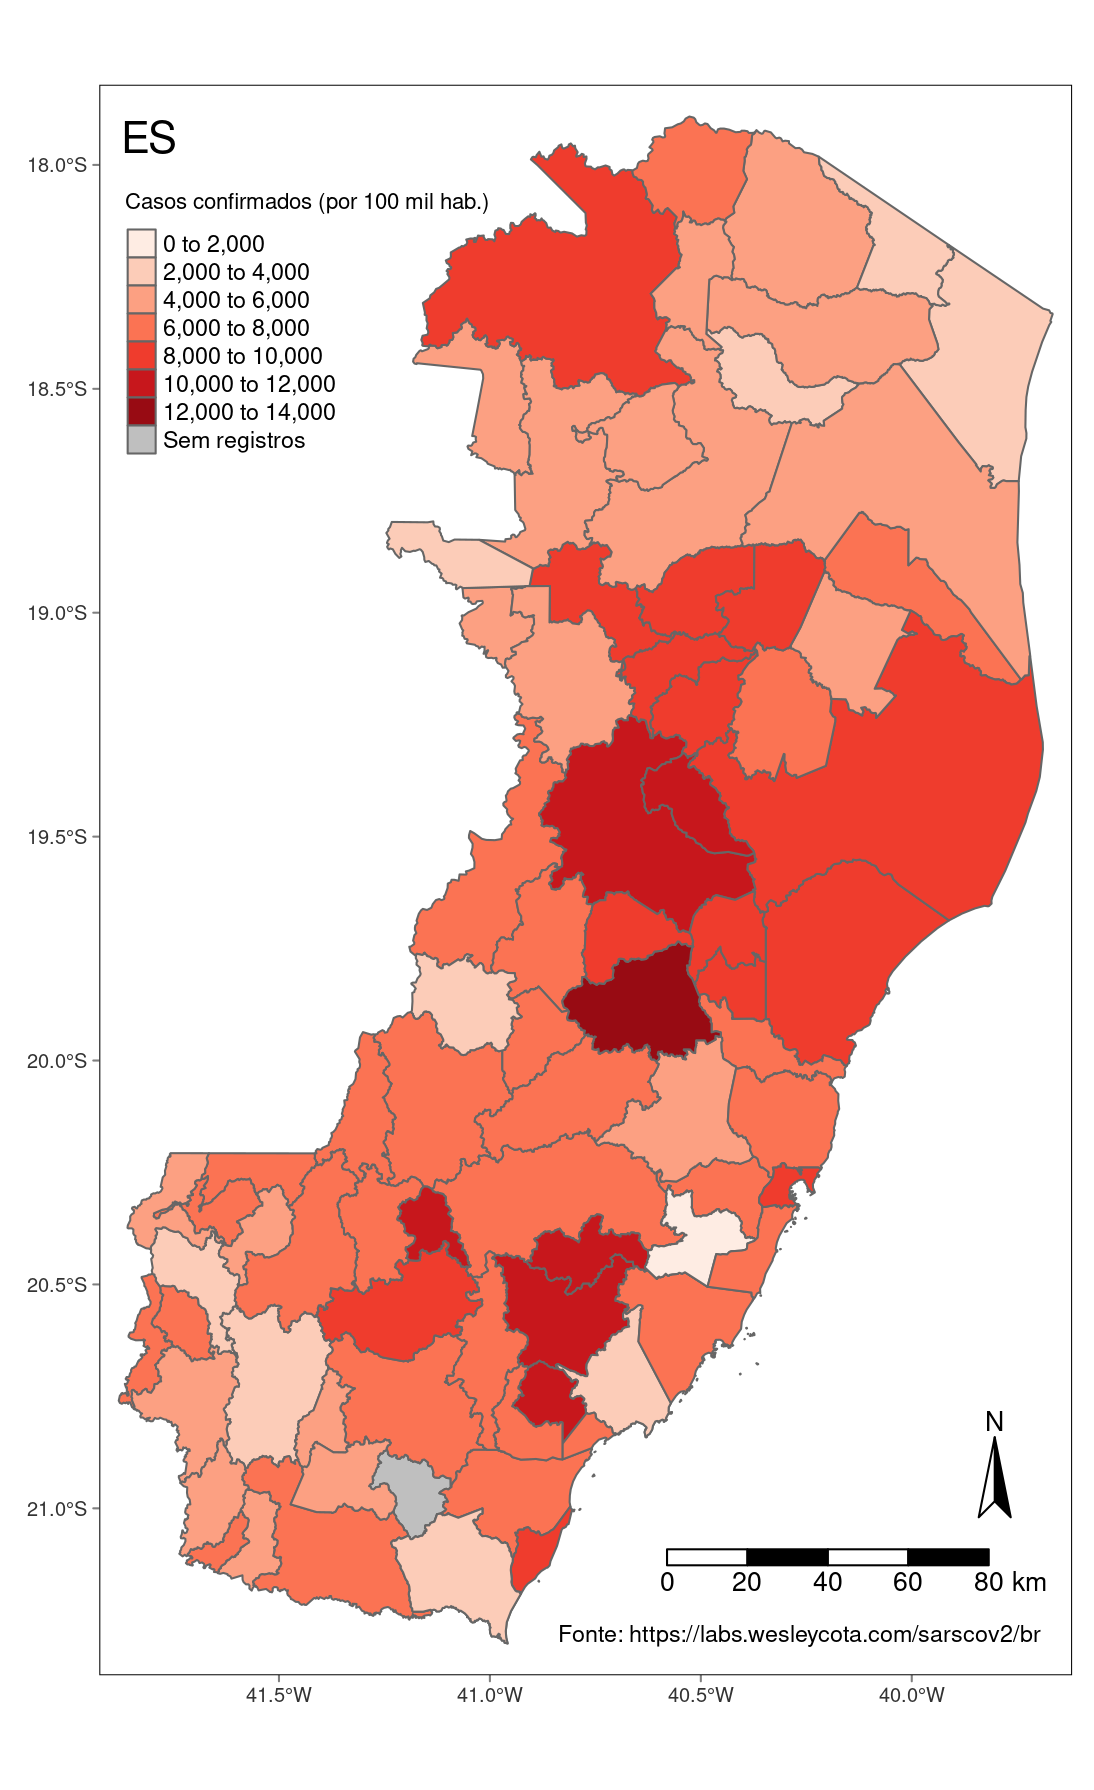 ES
Casos confirmados (por 100 mil hab.)
0 to 2,000
2,000 to 4,000
4,000 to 6,000
6,000 to 8,000
8,000 to 10,000
10,000 to 12,000
12,000 to 14,000
Sem registros
18.0°S
18.5°S
19.0°S
19.5°S
20.0°S
20.5°S
21.0°S
N
0 20 40 60 80 km
Fonte: https://labs.wesleycota.com/sarscov2/br
41.5°W 41.0°W 40.5°W 40.0°W